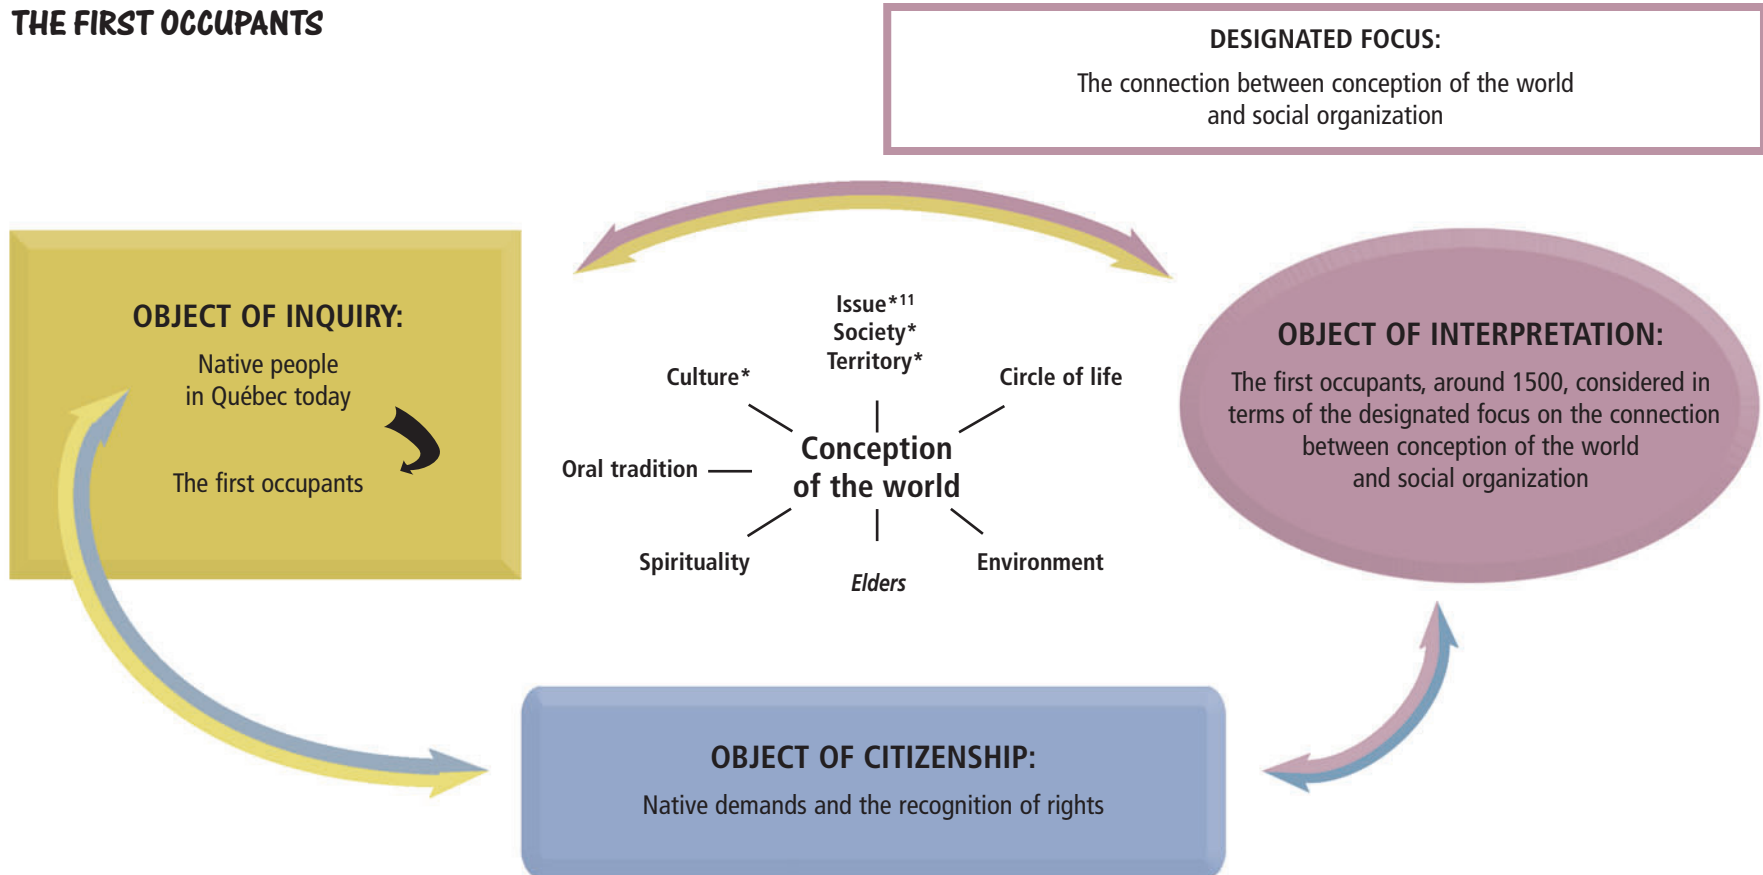 THE FIRST OCCUPANTS
DESIGNATED FOCUS:
The connection between conception of the world
and social organization
OBJECT OF INQUIRY:
Native people
in Québec today
The first occupants
Issue*11
Society*
Territory*
Culture*
Circle of life
Conception
of the world
Oral tradition
Spirituality
Elders
Environment
OBJECT OF INTERPRETATION:
The first occupants, around 1500, considered in
terms of the designated focus on the connection
between conception of the world
and social organization
OBJECT OF CITIZENSHIP:
Native demands and the recognition of rights